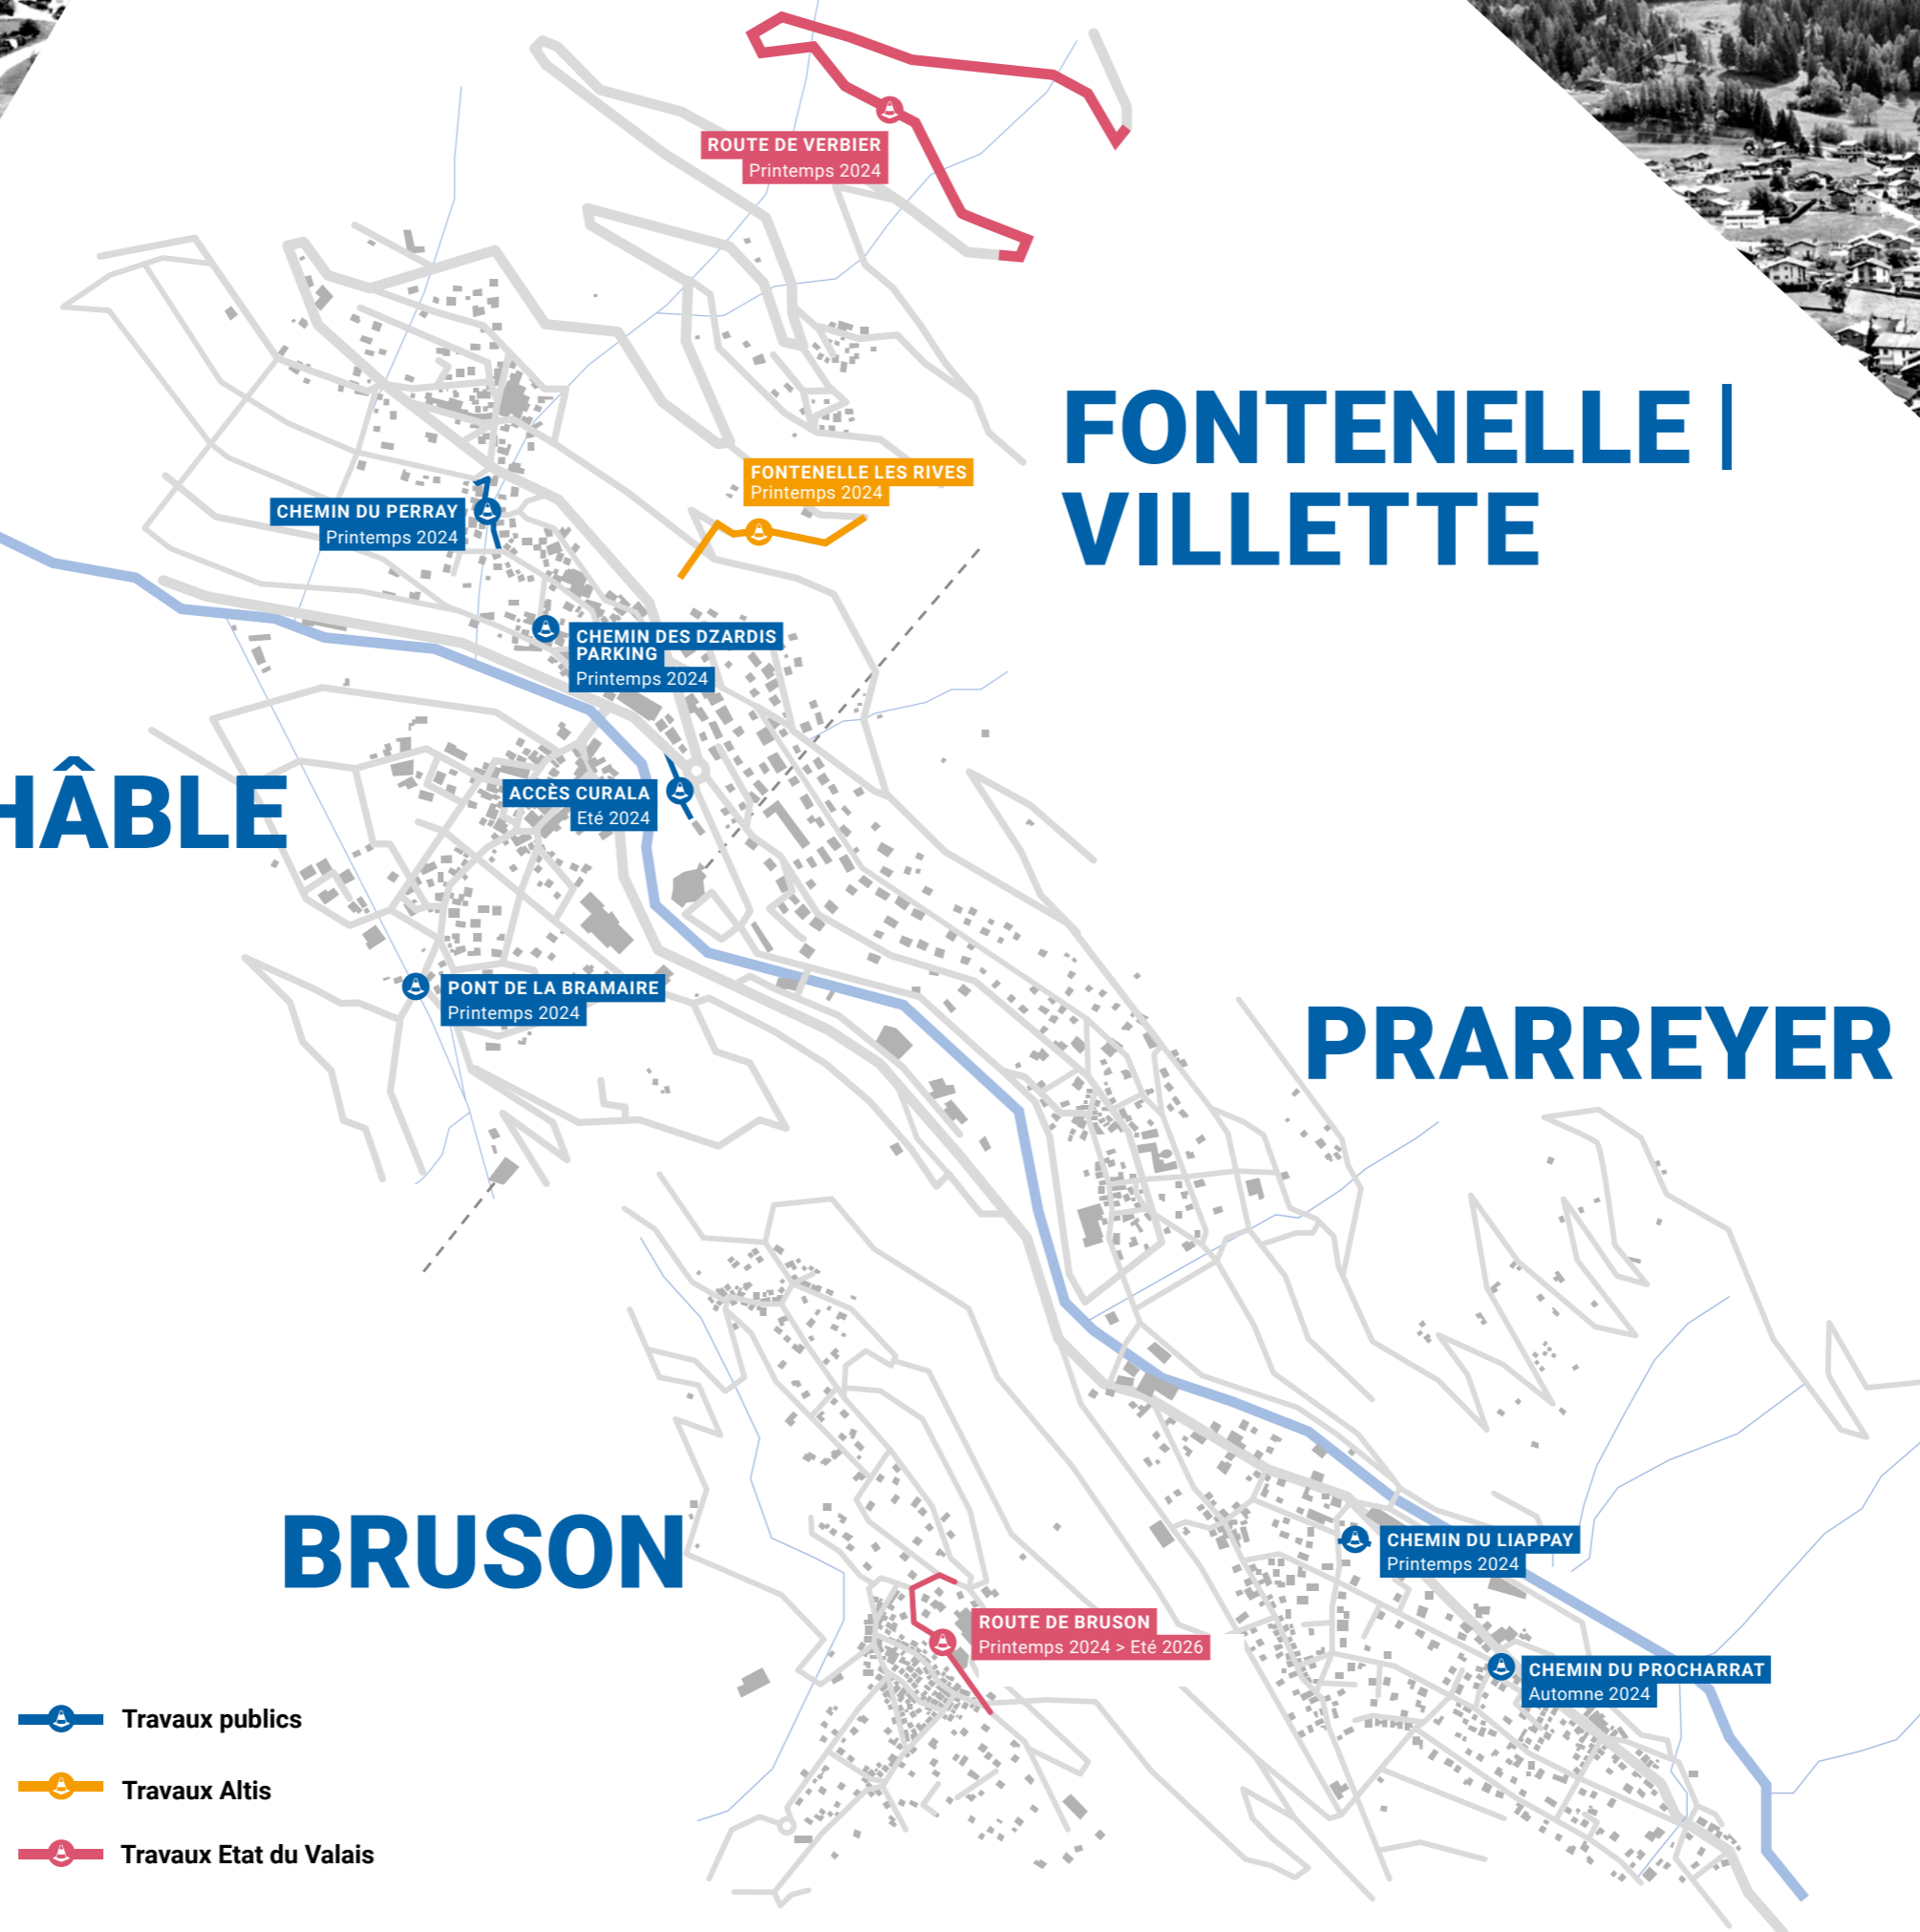 ROUTE DE VERBIER
Printemps 2024
FONTENELLE |
VILLETTE
FONTENELLE LES RIVES
Printemps 2024
CHEMIN DU PERRAY
Printemps 2024
CHEMIN DES DZARDIS
PARKING
Printemps 2024
HÂBLE
ACCÈS CURALA
Eté 2024
PONT DE LA BRAMAIRE
Printemps 2024
PRARREYER
BRUSON
CHEMIN DU LIAPPAY
Printemps 2024
ROUTE DE BRUSON
Printemps 2024 > Eté 2026
CHEMIN DU PROCHARRAT
Automne 2024
Travaux publics
Travaux Altis
Travaux Etat du Valais